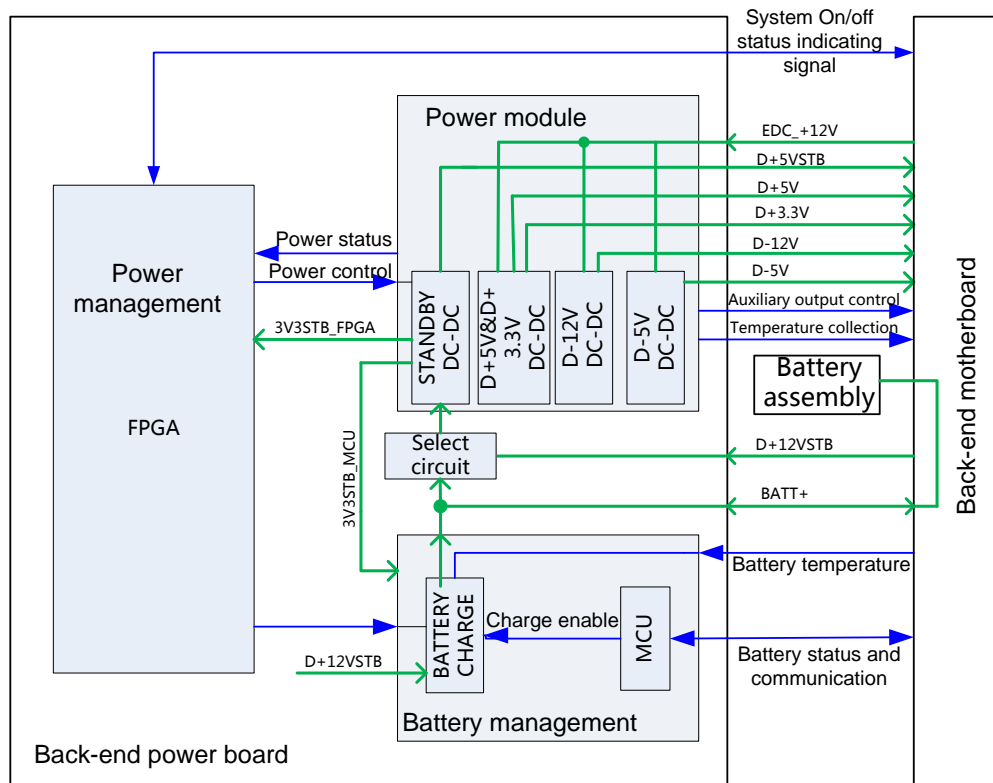 System On/off
status indicating
signal
Power module
EDC_+12V
D+5VSTB
D+5V
D+3.3V
D-12V
D-5V
Auxiliary output control
Temperature collection
Power status
Power control
Power
management
FPGA
3V3STB_FPGA
STANDBY
DC-DC
D+5V&D+
3.3V
DC-DC
D-12V
DC-DC
D-5V
DC-DC
Battery
assembly
Back-end motherboard
Select
circuit
D+12VSTB
3V3STB_MCU
BATT+
Battery temperature
BATTERY
CHARGE
Charge enable
MCU
D+12VSTB
Battery status and
communication
Battery management
Back-end power board